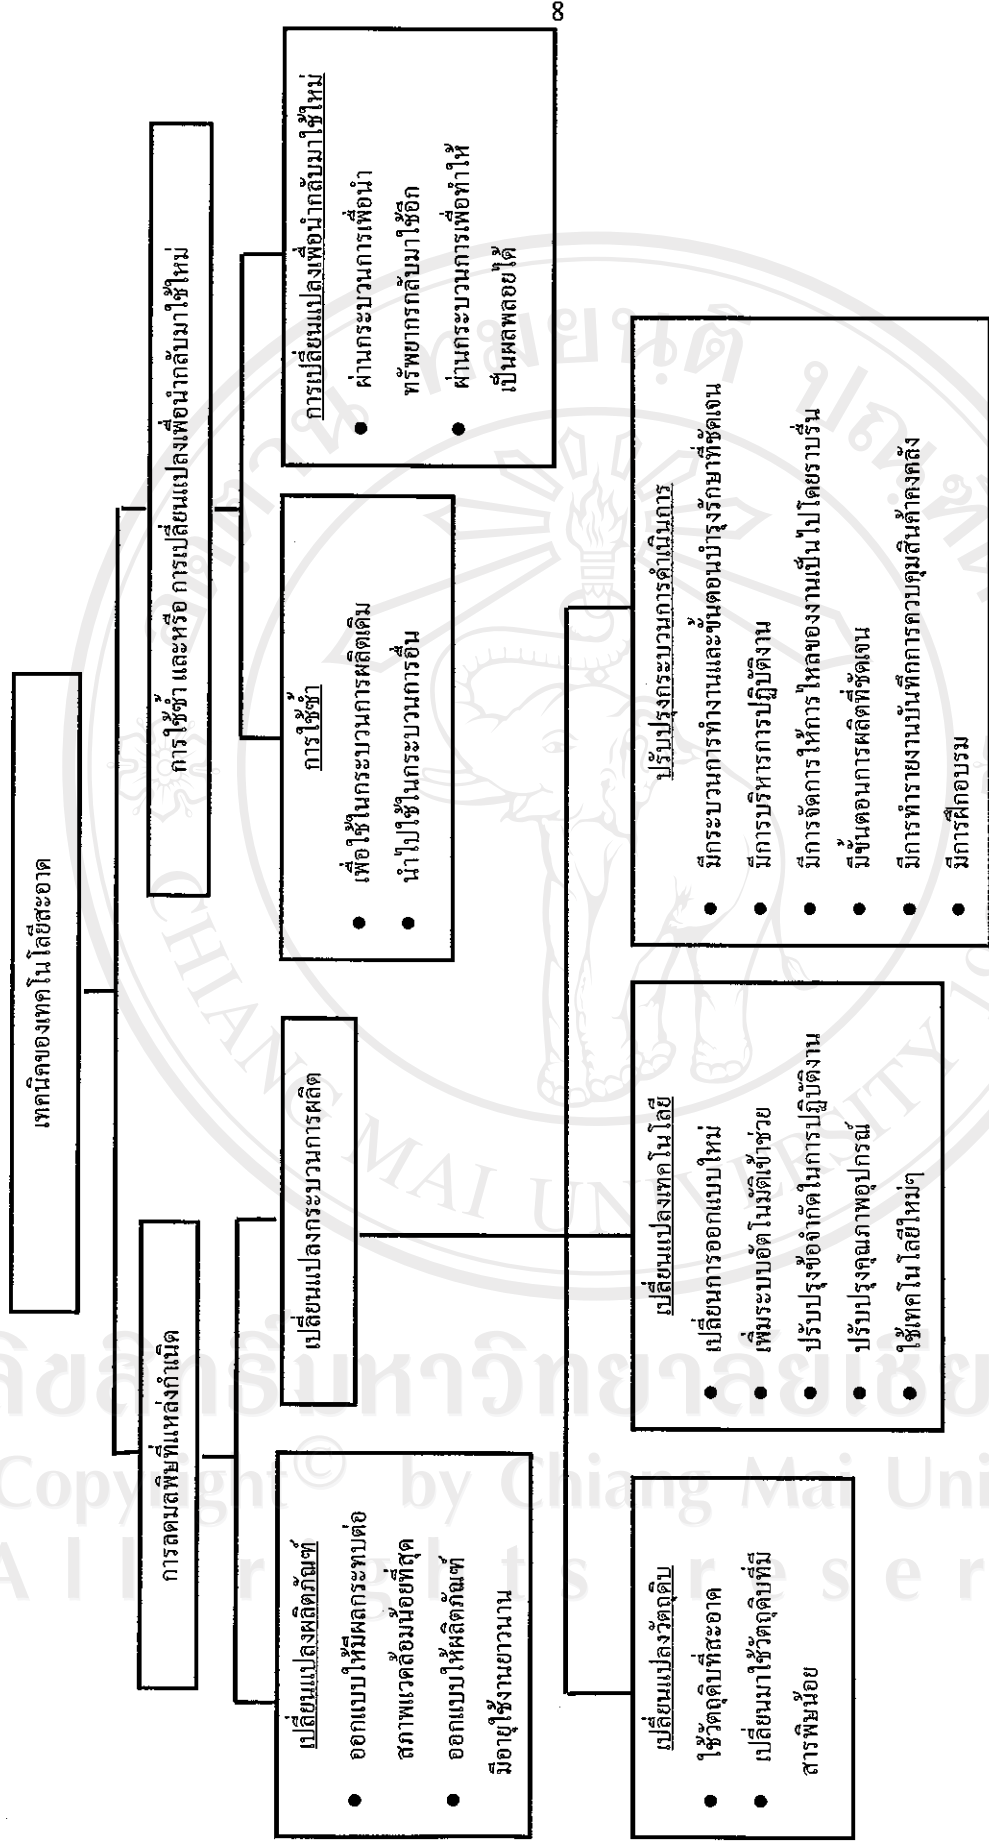 8
เทคนิคของเทคโนโลยีสะอาด
การลดมลพิษที่แหล่งกำเนิด
การใช้ซ้ำ และหรือ การเปลี่ยนแปลงเพื่อนำกลับมาใช้ใหม่
เปลี่ยนแปลงผลิตภัณฑ์
● ออกแบบให้มีผลกระทบต่อ
สภาพแวดล้อมน้อยที่สุด
● ออกแบบให้ผลิตภัณฑ์
มีอายุใช้งานยาวนาน
เปลี่ยนแปลงกระบวนการผลิต
การใช้ซ้ำ
● เพื่อใช้ในกระบวนการผลิตเดิม
● นำไปใช้ในกระบวนการอื่น
การเปลี่ยนแปลงเพื่อนำกลับมาใช้ใหม่
● ผ่านกระบวนการเพื่อนำ
ทรัพยากรกลับมาใช้อีก
● ผ่านกระบวนการเพื่อทำให้
เป็นผลพลอยได้
เปลี่ยนแปลงวัตถุดิบ
● ใช้วัตถุดิบที่สะอาด
● เปลี่ยนมาใช้วัตถุดิบที่มี
สารพิษน้อย
เปลี่ยนแปลงเทคโนโลยี
● เปลี่ยนการออกแบบใหม่
● เพิ่มระบบอัตโนมัติเข้าช่วย
● ปรับปรุงข้อจำกัดในการปฏิบัติงาน
● ปรับปรุงคุณภาพอุปกรณ์
● ใช้เทคโนโลยีใหม่ๆ
ปรับปรุงกระบวนการดำเนินการ
● มีกระบวนการทำงานและขั้นตอนบำรุงรักษาที่ชัดเจน
● มีการบริหารการปฏิบัติงาน
● มีการจัดการให้การไหลของงานเป็นไปโดยราบรื่น
● มีขั้นตอนการผลิตที่ชัดเจน
● มีการทำรายงานบันทึกการควบคุมสินค้าคงคลัง
● มีการฝึกอบรม
CHIANG MAI UNIVERSITY
Copyright© by Chiang Mai Uni
All rights reser